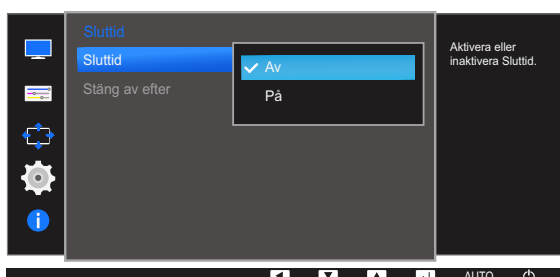 Sluttid
Sluttid
Av
Stäng av efter
På
Aktivera eller
inaktivera Sluttid.
AUTO